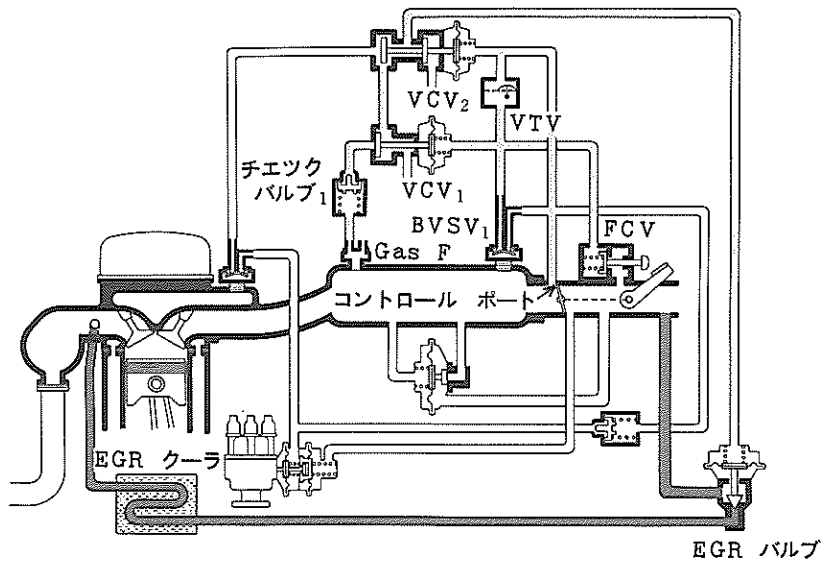 VCV₂
VTV
チエツク
バルブ₁
VCV₁
BVSV₁
FCV
Gas F
コントロール ポート
EGR クーラ
EGR バルブ